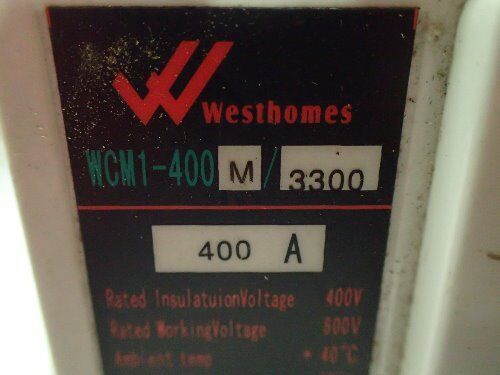 Westhomes
WCM1-400 M / 3300
400 A
Rated InsulatuionVoltage 400V
Rated WorkingVoltage 800V
Ambient temp + 40°C